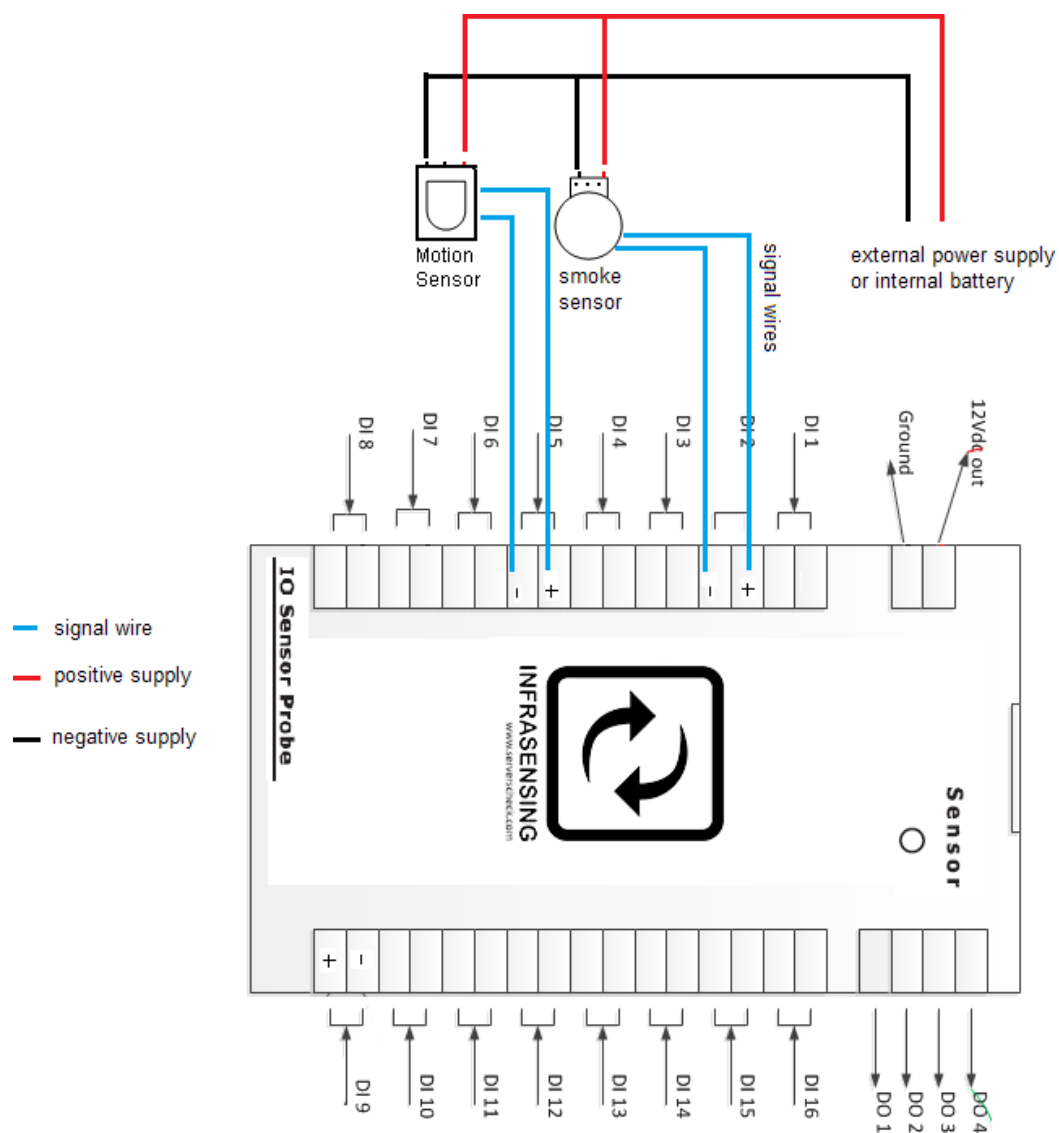 Motion
Sensor
smoke
sensor
signal wires
external power supply
or internal battery
DI 8
DI 7
DI 6
DI 5
DI 4
DI 3
DI 2
DI 1
Ground
12Vdc out
- +
- +
IO Sensor Probe
signal wire
positive supply
negative supply
INFRASENSING
www.serverscheck.com
Sensor
+ -
DI 9
DI 10
DI 11
DI 12
DI 13
DI 14
DI 15
DI 16
DO 1
DO 2
DO 3
DO 4